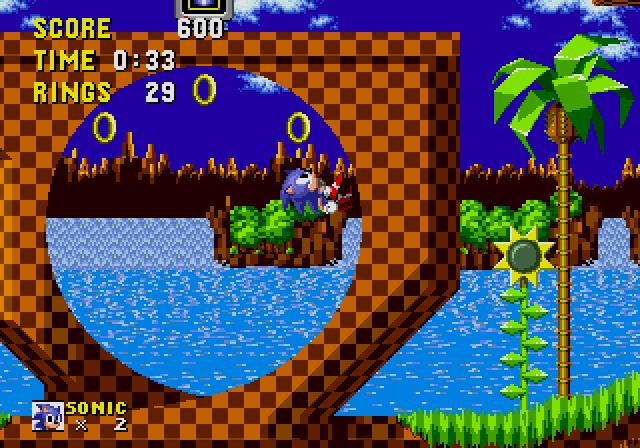 SCORE 600
TIME 0:33
RINGS 29
SONIC
× 2